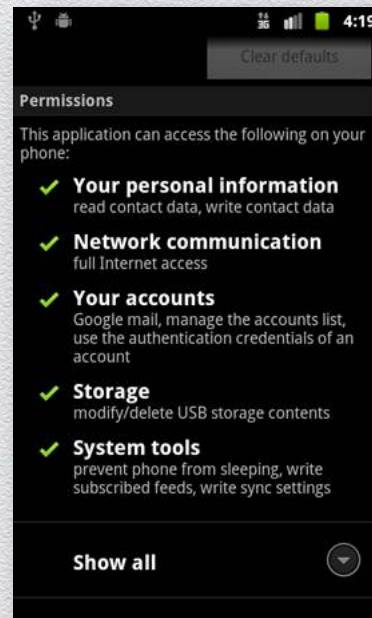 3G
4:19
Clear defaults
Permissions
This application can access the following on your
phone:
Your personal information
read contact data, write contact data
Network communication
full Internet access
Your accounts
Google mail, manage the accounts list,
use the authentication credentials of an
account
Storage
modify/delete USB storage contents
System tools
prevent phone from sleeping, write
subscribed feeds, write sync settings
Show all